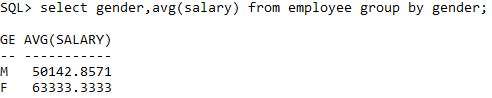 SQL> select gender,avg(salary) from employee group by gender;
GE AVG(SALARY)
-- -----------
M   50142.8571
F   63333.3333